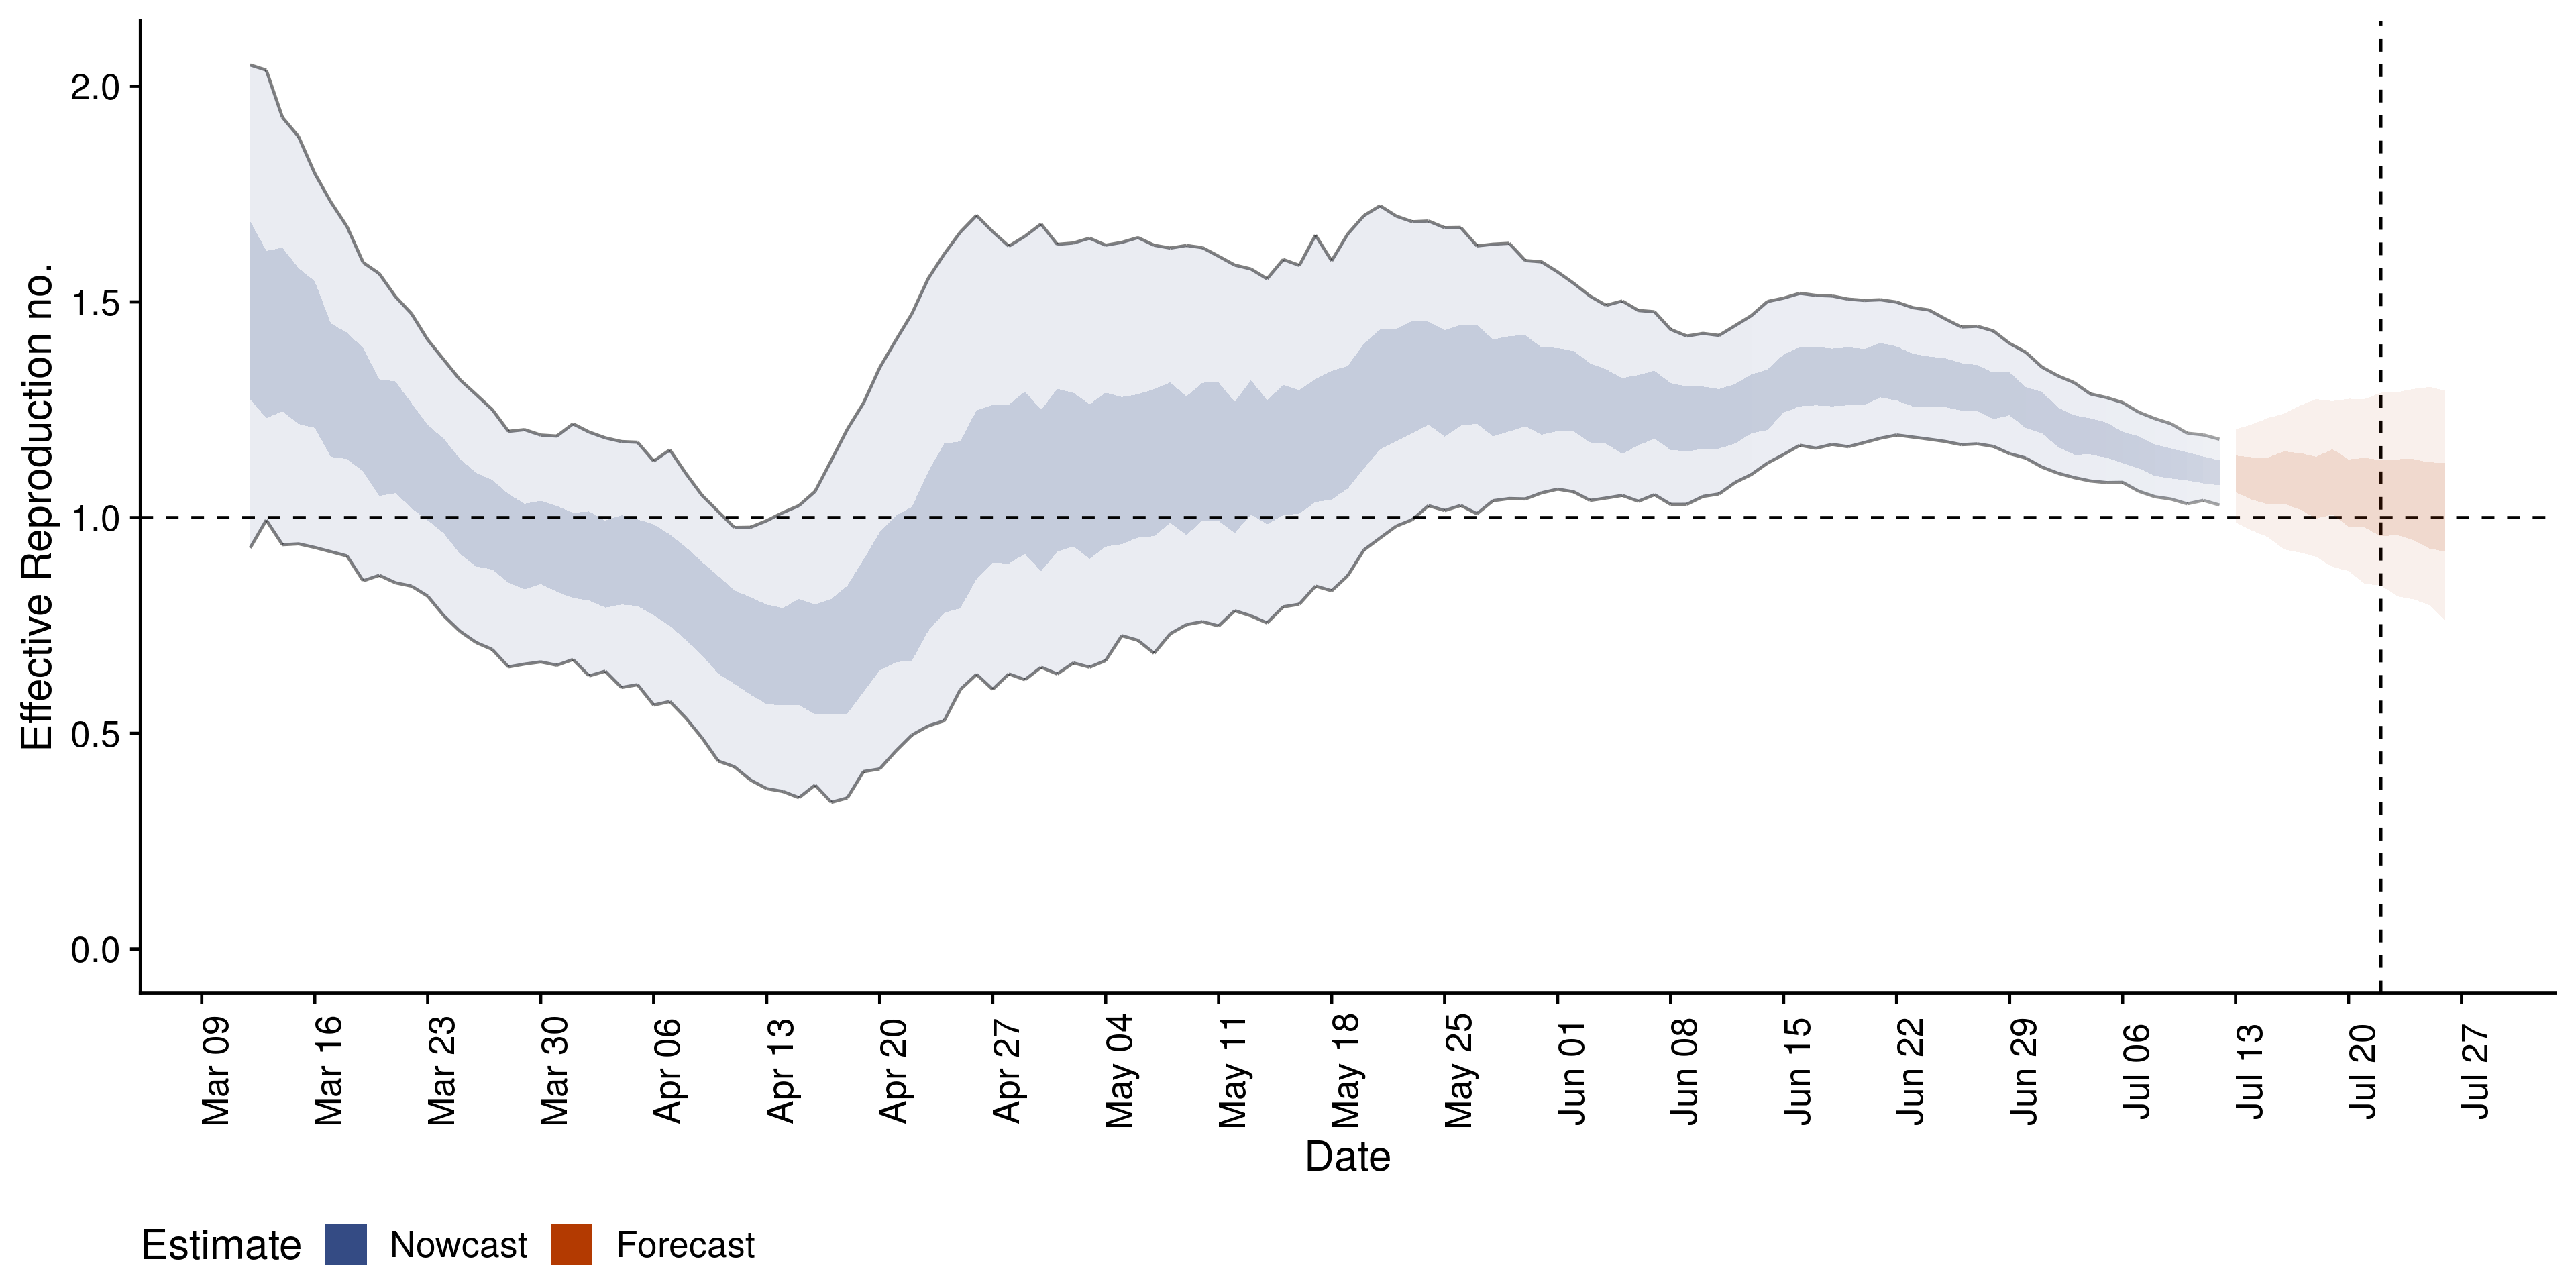 Effective Reproduction no.
2.0
1.5
1.0
0.5
0.0
Mar 09
Mar 16
Mar 23
Mar 30
Apr 06
Apr 13
Apr 20
Apr 27
May 04
May 11
May 18
May 25
Jun 01
Jun 08
Jun 15
Jun 22
Jun 29
Jul 06
Jul 13
Jul 20
Jul 27
Date
Estimate Nowcast Forecast